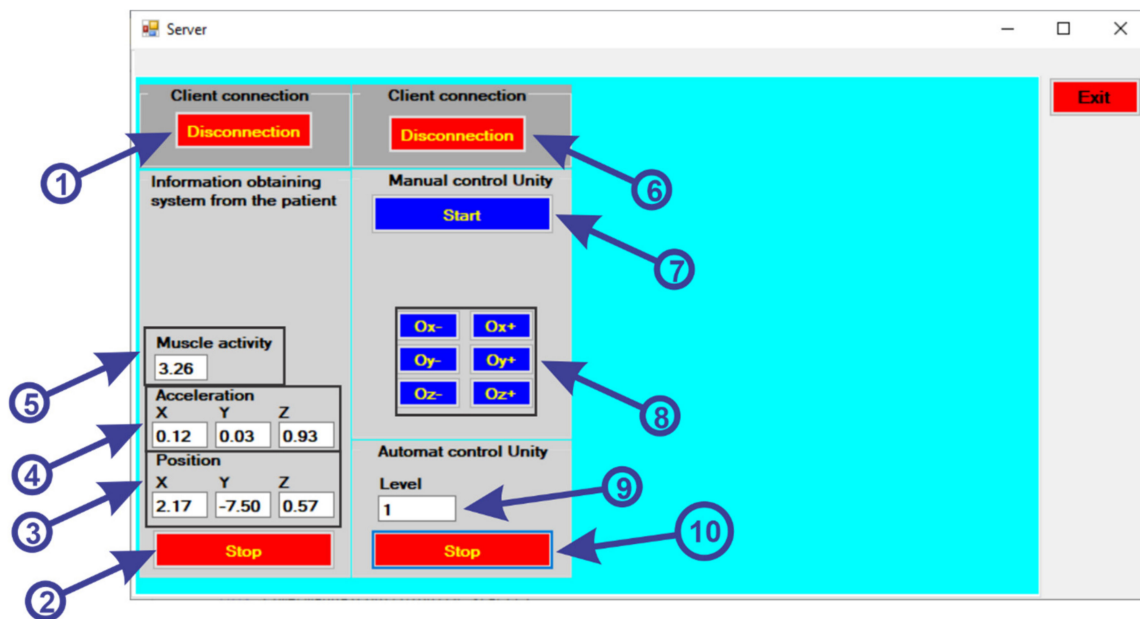 Server
Exit
Client connection
Disconnection
Client connection
Disconnection
1
6
Information obtaining
system from the patient
Manual control Unity
Start
7
Muscle activity
3.26
5
Ox- Ox+
Oy- Oy+
Oz- Oz+
8
Acceleration
X Y Z
0.12 0.03 0.93
4
Position
X Y Z
2.17 -7.50 0.57
3
Stop
2
Automat control Unity
Level
1
9
Stop
10